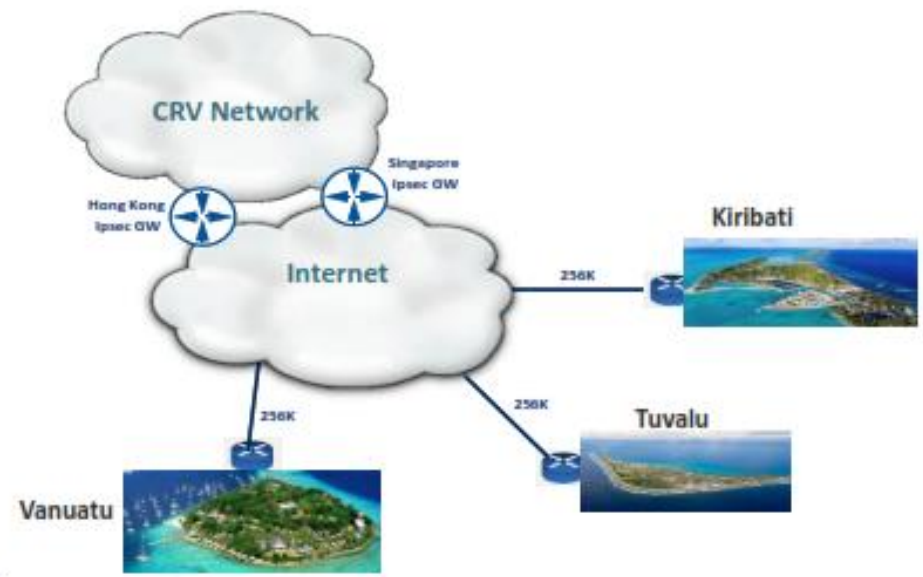 CRV Network
Singapore
Ipsec GW
Hong Kong
Ipsec GW
Kiribati
Internet
256K
256K
Tuvalu
256K
Vanuatu